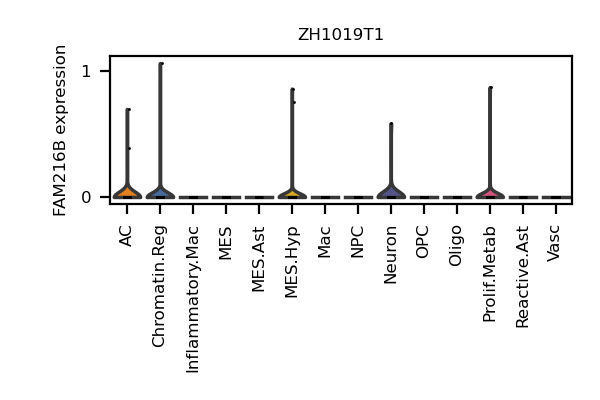 ZH1019T1
FAM216B expression
1
0
AC
Chromatin.Reg
Inflammatory.Mac
MES
MES.Ast
MES.Hyp
Mac
NPC
Neuron
OPC
Oligo
Prolif.Metab
Reactive.Ast
Vasc